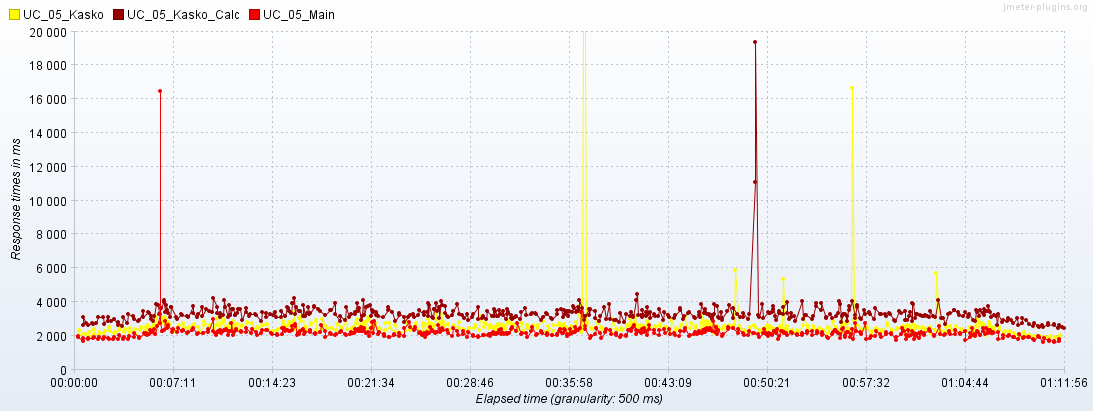 jmeter-plugins.org
UC_05_Kasko UC_05_Kasko_Calc UC_05_Main
20 000
18 000
16 000
14 000
12 000
10 000
8 000
6 000
4 000
2 000
0
Response times in ms
00:00:00 00:07:11 00:14:23 00:21:34 00:28:46 00:35:58 00:43:09 00:50:21 00:57:32 01:04:44 01:11:56
Elapsed time (granularity: 500 ms)